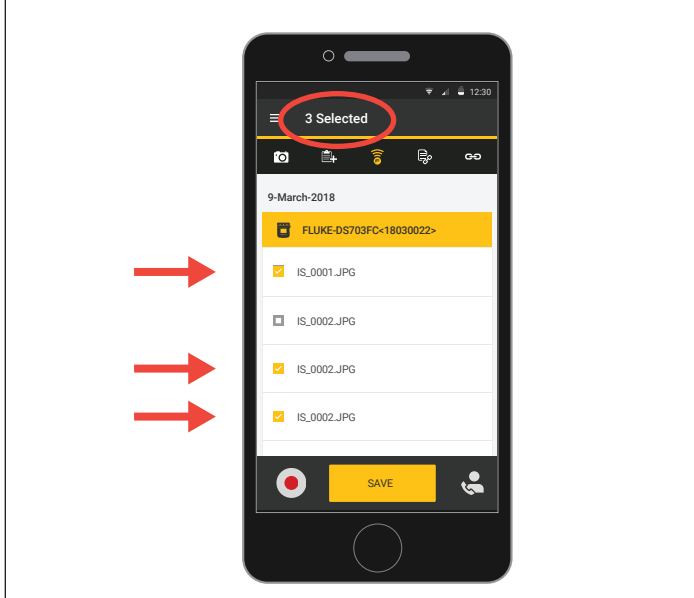 12:30
3 Selected
9-March-2018
FLUKE-DS703FC<18030022>
IS_0001.JPG
IS_0002.JPG
IS_0002.JPG
IS_0002.JPG
SAVE